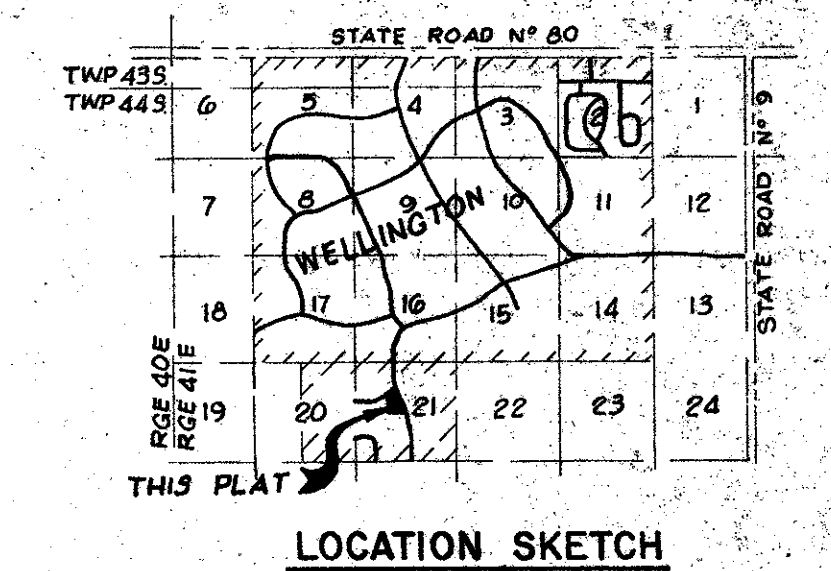 STATE ROAD Nº 80
TWP 43S
TWP 44S
6 5 4 3 2 1
STATE ROAD Nº 9
7 8 9 10 11 12
WELLINGTON
18 17 16 15 14 13
RGE 40E
RGE 41E
19 20 21 22 23 24
THIS PLAT
LOCATION SKETCH